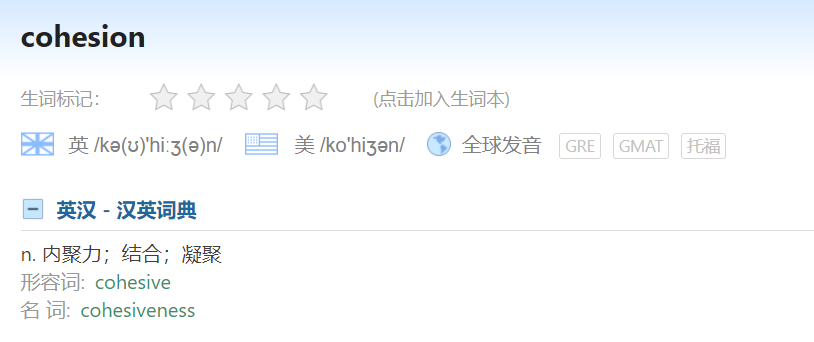 cohesion
生词标记： (点击加入生词本)
英 /kə(ʊ)'hiːʒ(ə)n/ 美 /ko'hiʒən/ 全球发音 GRE GMAT 托福
英汉 - 汉英词典
n. 内聚力；结合；凝聚
形容词: cohesive
名 词: cohesiveness